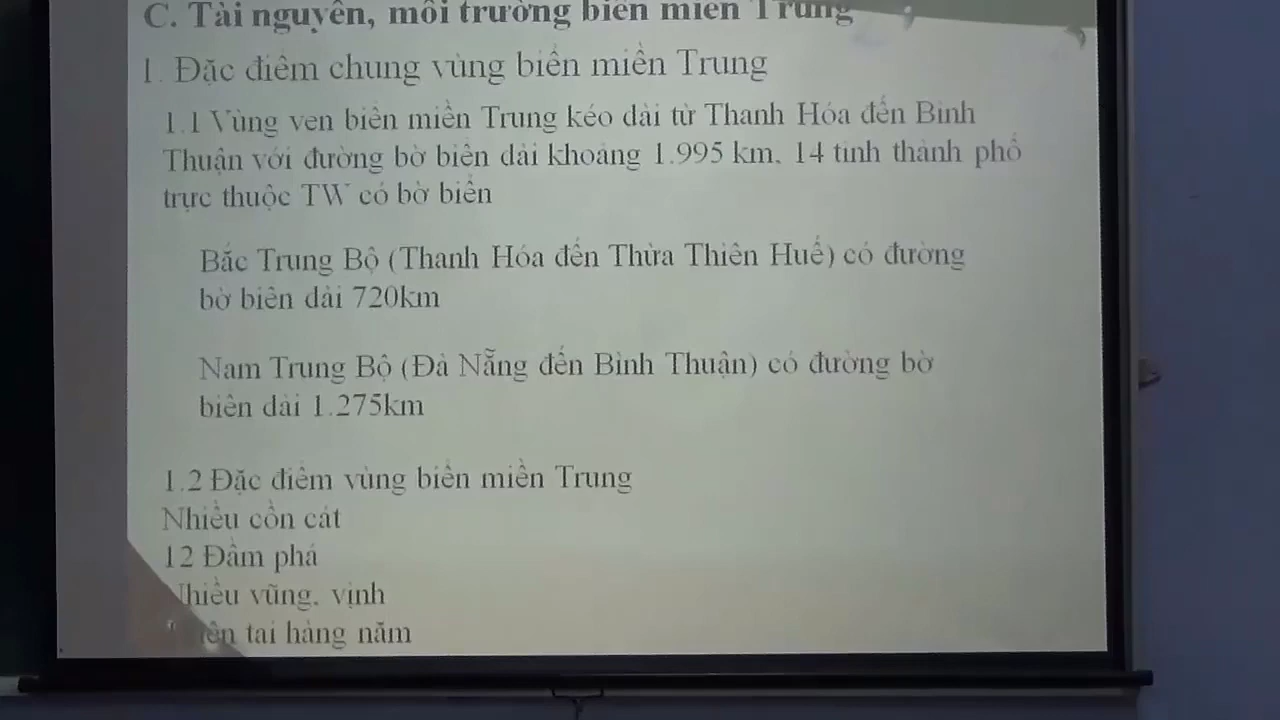 C. Tài nguyên, môi trường biển miền Trung
1. Đặc điểm chung vùng biển miền Trung
1.1 Vùng ven biển miền Trung kéo dài từ Thanh Hóa đến Bình
Thuận với đường bờ biển dài khoảng 1.995 km. 14 tỉnh thành phố
trực thuộc TW có bờ biển
Bắc Trung Bộ (Thanh Hóa đến Thừa Thiên Huế) có đường
bờ biển dài 720km
Nam Trung Bộ (Đà Nẵng đến Bình Thuận) có đường bờ
biển dài 1.275km
1.2 Đặc điểm vùng biển miền Trung
Nhiều cồn cát
12 Đầm phá
Nhiều vũng, vịnh
tai hàng năm